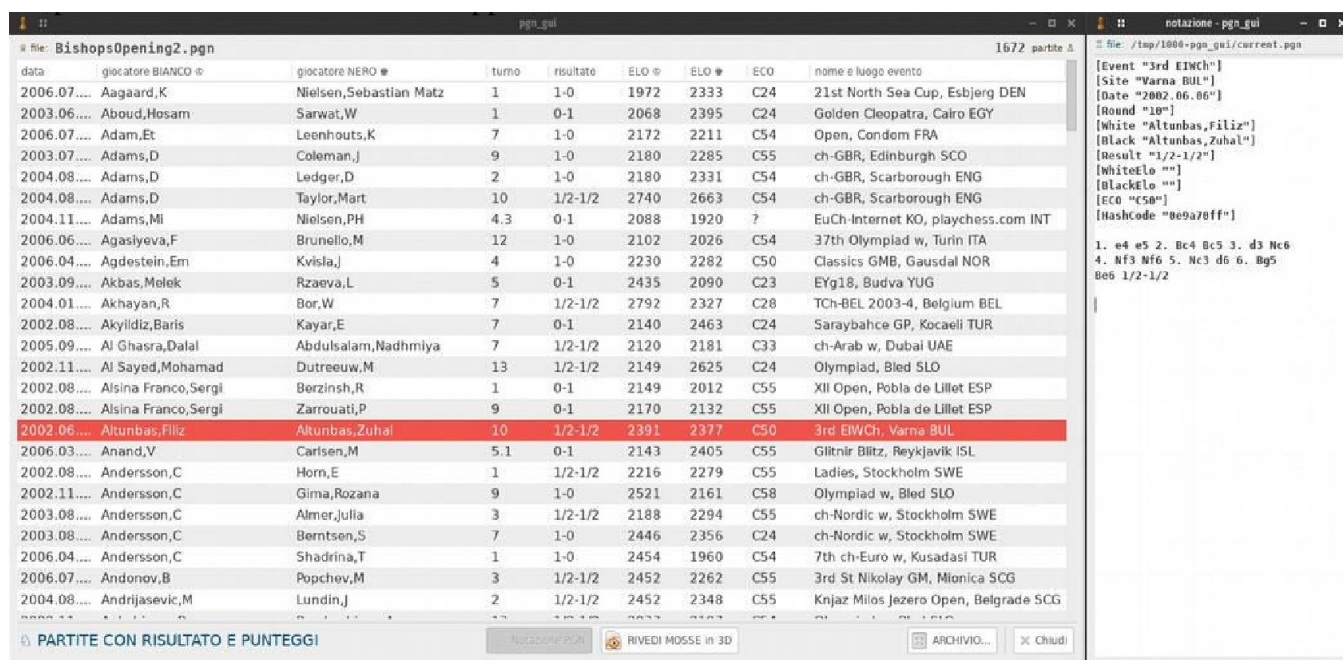 pgn_gui
file: BishopsOpening2.pgn 1672 partite
data giocatore BIANCO giocatore NERO turno risultato ELO ELO ECO nome e luogo evento
2006.07.... Aagaard,K Nielsen,Sebastian Matz 1 1-0 1972 2333 C24 21st North Sea Cup, Esbjerg DEN
2003.06.... Aboud,Hosam Sarwat,W 1 0-1 2068 2395 C24 Golden Cleopatra, Cairo EGY
2006.07.... Adam,Et Leenhouts,K 7 1-0 2172 2211 C54 Open, Condom FRA
2003.07.... Adams,D Coleman,J 9 1-0 2180 2285 C55 ch-GBR, Edinburgh SCO
2004.08.... Adams,D Ledger,D 2 1-0 2180 2331 C54 ch-GBR, Scarborough ENG
2004.08.... Adams,D Taylor,Mart 10 1/2-1/2 2740 2663 C54 ch-GBR, Scarborough ENG
2004.11.... Adams,Mi Nielsen,PH 4.3 0-1 2088 1920 ? EuCh-Internet KO, playchess.com INT
2006.06.... Agasiyeva,F Brunello,M 12 1-0 2102 2026 C54 37th Olympiad w, Turin ITA
2006.04.... Agdestein,Em Kvisla,J 4 1-0 2230 2282 C50 Classics GMB, Gausdal NOR
2003.09.... Akbas,Melek Rzaeva,L 5 0-1 2435 2090 C23 EYg18, Budva YUG
2004.01.... Akhayan,R Bor,W 7 1/2-1/2 2792 2327 C28 TCh-BEL 2003-4, Belgium BEL
2002.08.... Akyildiz,Baris Kayar,E 7 0-1 2140 2463 C24 Saraybahce GP, Kocaeli TUR
2005.09.... Al Ghasra,Dalal Abdulsalam,Nadhmiya 7 1/2-1/2 2120 2181 C33 ch-Arab w, Dubai UAE
2002.11.... Al Sayed,Mohamad Dutreeuw,M 13 1/2-1/2 2149 2625 C24 Olympiad, Bled SLO
2002.08.... Alsina Franco,Sergi Berzinsh,R 1 0-1 2149 2012 C55 XII Open, Pobla de Lillet ESP
2002.08.... Alsina Franco,Sergi Zarrouati,P 9 0-1 2170 2132 C55 XII Open, Pobla de Lillet ESP
2002.06.... Altunbas,Filiz Altunbas,Zuhal 10 1/2-1/2 2391 2377 C50 3rd EIWCh, Varna BUL
2006.03.... Anand,V Carlsen,M 5.1 0-1 2143 2405 C55 Glitnir Blitz, Reykjavik ISL
2002.08.... Andersson,C Horn,E 1 1/2-1/2 2216 2279 C55 Ladies, Stockholm SWE
2002.11.... Andersson,C Gima,Rozana 9 1-0 2521 2161 C58 Olympiad w, Bled SLO
2003.08.... Andersson,C Almer,Julia 3 1/2-1/2 2188 2294 C55 ch-Nordic w, Stockholm SWE
2003.08.... Andersson,C Berntsen,S 7 1-0 2446 2356 C24 ch-Nordic w, Stockholm SWE
2006.04.... Andersson,C Shadrina,T 1 1-0 2454 1960 C54 7th ch-Euro w, Kusadasi TUR
2006.07.... Andonov,B Popchev,M 3 1/2-1/2 2452 2262 C55 3rd St Nikolay GM, Mionica SCG
2004.08.... Andrijasevic,M Lundin,J 2 1/2-1/2 2452 2348 C55 Knjaz Milos Jezero Open, Belgrade SCG
PARTITE CON RISULTATO E PUNTEGGI Notazione PGN RIVEDI MOSSE in 3D ARCHIVIO... Chiudi
notazione - pgn_gui
file: /tmp/1000-pgn_gui/current.pgn
[Event "3rd EIWCh"]
[Site "Varna BUL"]
[Date "2002.06.06"]
[Round "10"]
[White "Altunbas,Filiz"]
[Black "Altunbas,Zuhal"]
[Result "1/2-1/2"]
[WhiteElo ""]
[BlackElo ""]
[ECO "C50"]
[HashCode "0e9a70ff"]
1. e4 e5 2. Bc4 Bc5 3. d3 Nc6
4. Nf3 Nf6 5. Nc3 d6 6. Bg5
Be6 1/2-1/2